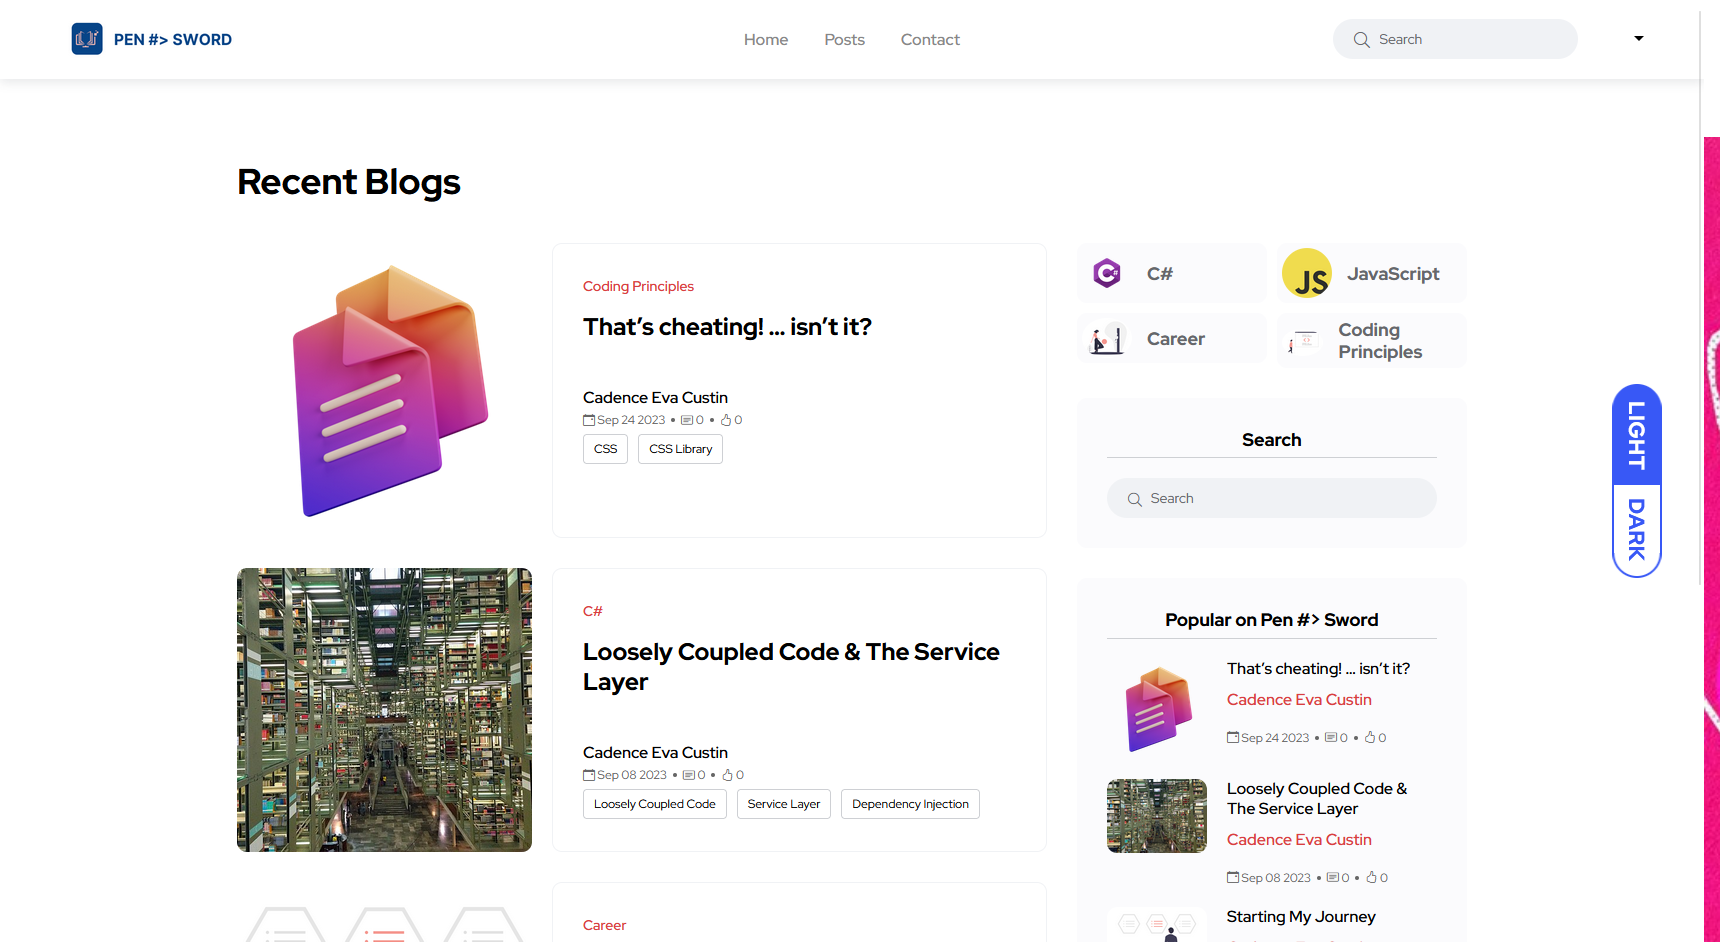 PEN #> SWORD
Home
Posts
Contact
Search
Recent Blogs
Coding Principles
That’s cheating! ... isn’t it?
Cadence Eva Custin
Sep 24 2023 • 0 • 0
CSS
CSS Library
C#
Loosely Coupled Code & The Service
Layer
Cadence Eva Custin
Sep 08 2023 • 0 • 0
Loosely Coupled Code
Service Layer
Dependency Injection
Career
C#
JS
JavaScript
Career
Coding
Principles
Search
Search
Popular on Pen #> Sword
That’s cheating! ... isn’t it?
Cadence Eva Custin
Sep 24 2023 • 0 • 0
Loosely Coupled Code &
The Service Layer
Cadence Eva Custin
Sep 08 2023 • 0 • 0
Starting My Journey
LIGHT
DARK